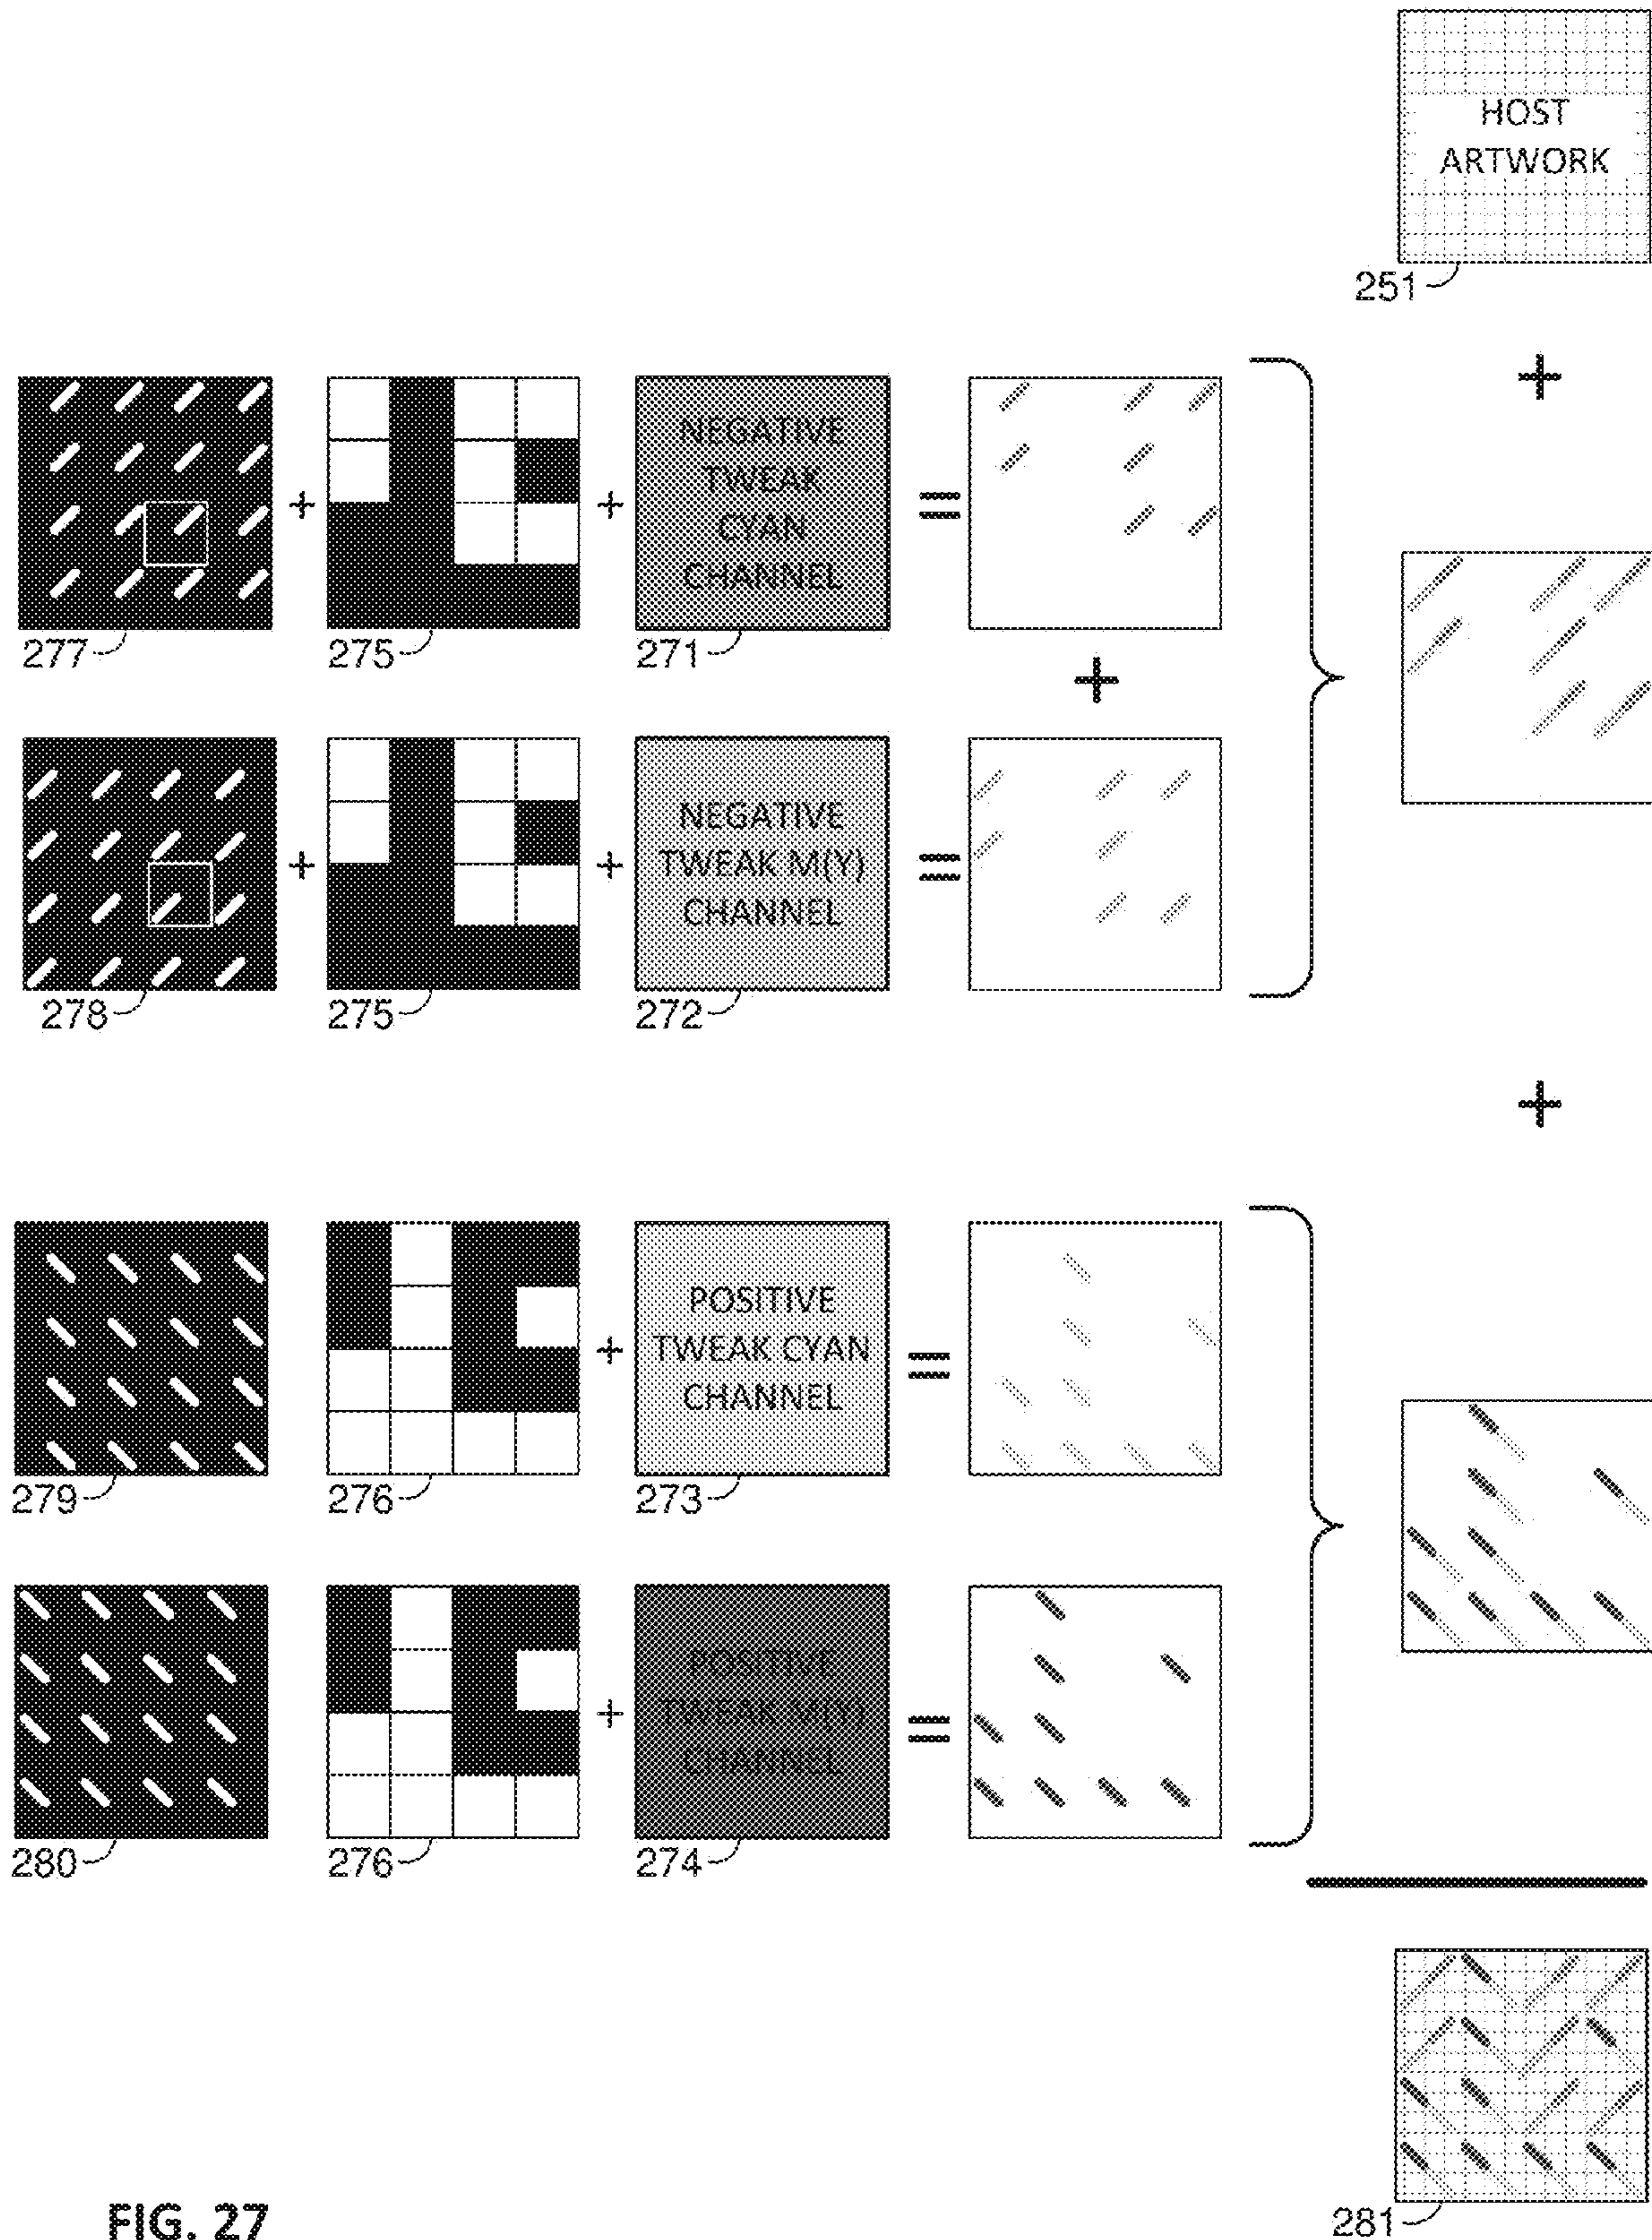 HOST
ARTWORK
251
+
+ + =
NEGATIVE
TWEAK
CYAN
CHANNEL
277
275
271
+
+ + =
NEGATIVE
TWEAK M(Y)
CHANNEL
278
275
272
+
+ =
POSITIVE
TWEAK CYAN
CHANNEL
279
276
273
+ =
POSITIVE
TWEAK M(Y)
CHANNEL
280
276
274
281
FIG. 27